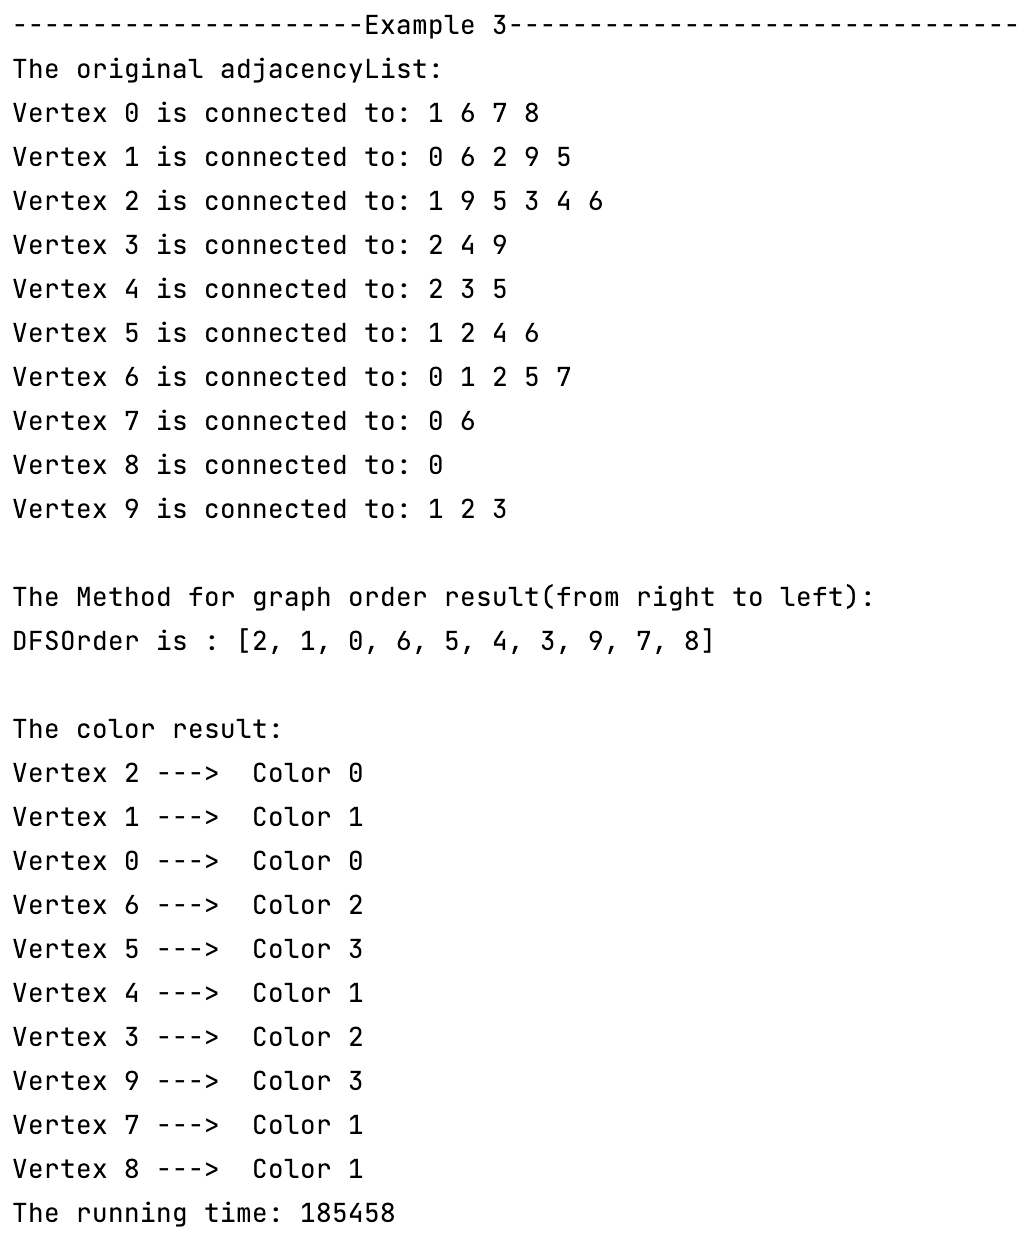 ----------------------Example 3--------------------------------
The original adjacencyList:
Vertex 0 is connected to: 1 6 7 8
Vertex 1 is connected to: 0 6 2 9 5
Vertex 2 is connected to: 1 9 5 3 4 6
Vertex 3 is connected to: 2 4 9
Vertex 4 is connected to: 2 3 5
Vertex 5 is connected to: 1 2 4 6
Vertex 6 is connected to: 0 1 2 5 7
Vertex 7 is connected to: 0 6
Vertex 8 is connected to: 0
Vertex 9 is connected to: 1 2 3
The Method for graph order result(from right to left):
DFSOrder is : [2, 1, 0, 6, 5, 4, 3, 9, 7, 8]
The color result:
Vertex 2 --->  Color 0
Vertex 1 --->  Color 1
Vertex 0 --->  Color 0
Vertex 6 --->  Color 2
Vertex 5 --->  Color 3
Vertex 4 --->  Color 1
Vertex 3 --->  Color 2
Vertex 9 --->  Color 3
Vertex 7 --->  Color 1
Vertex 8 --->  Color 1
The running time: 185458